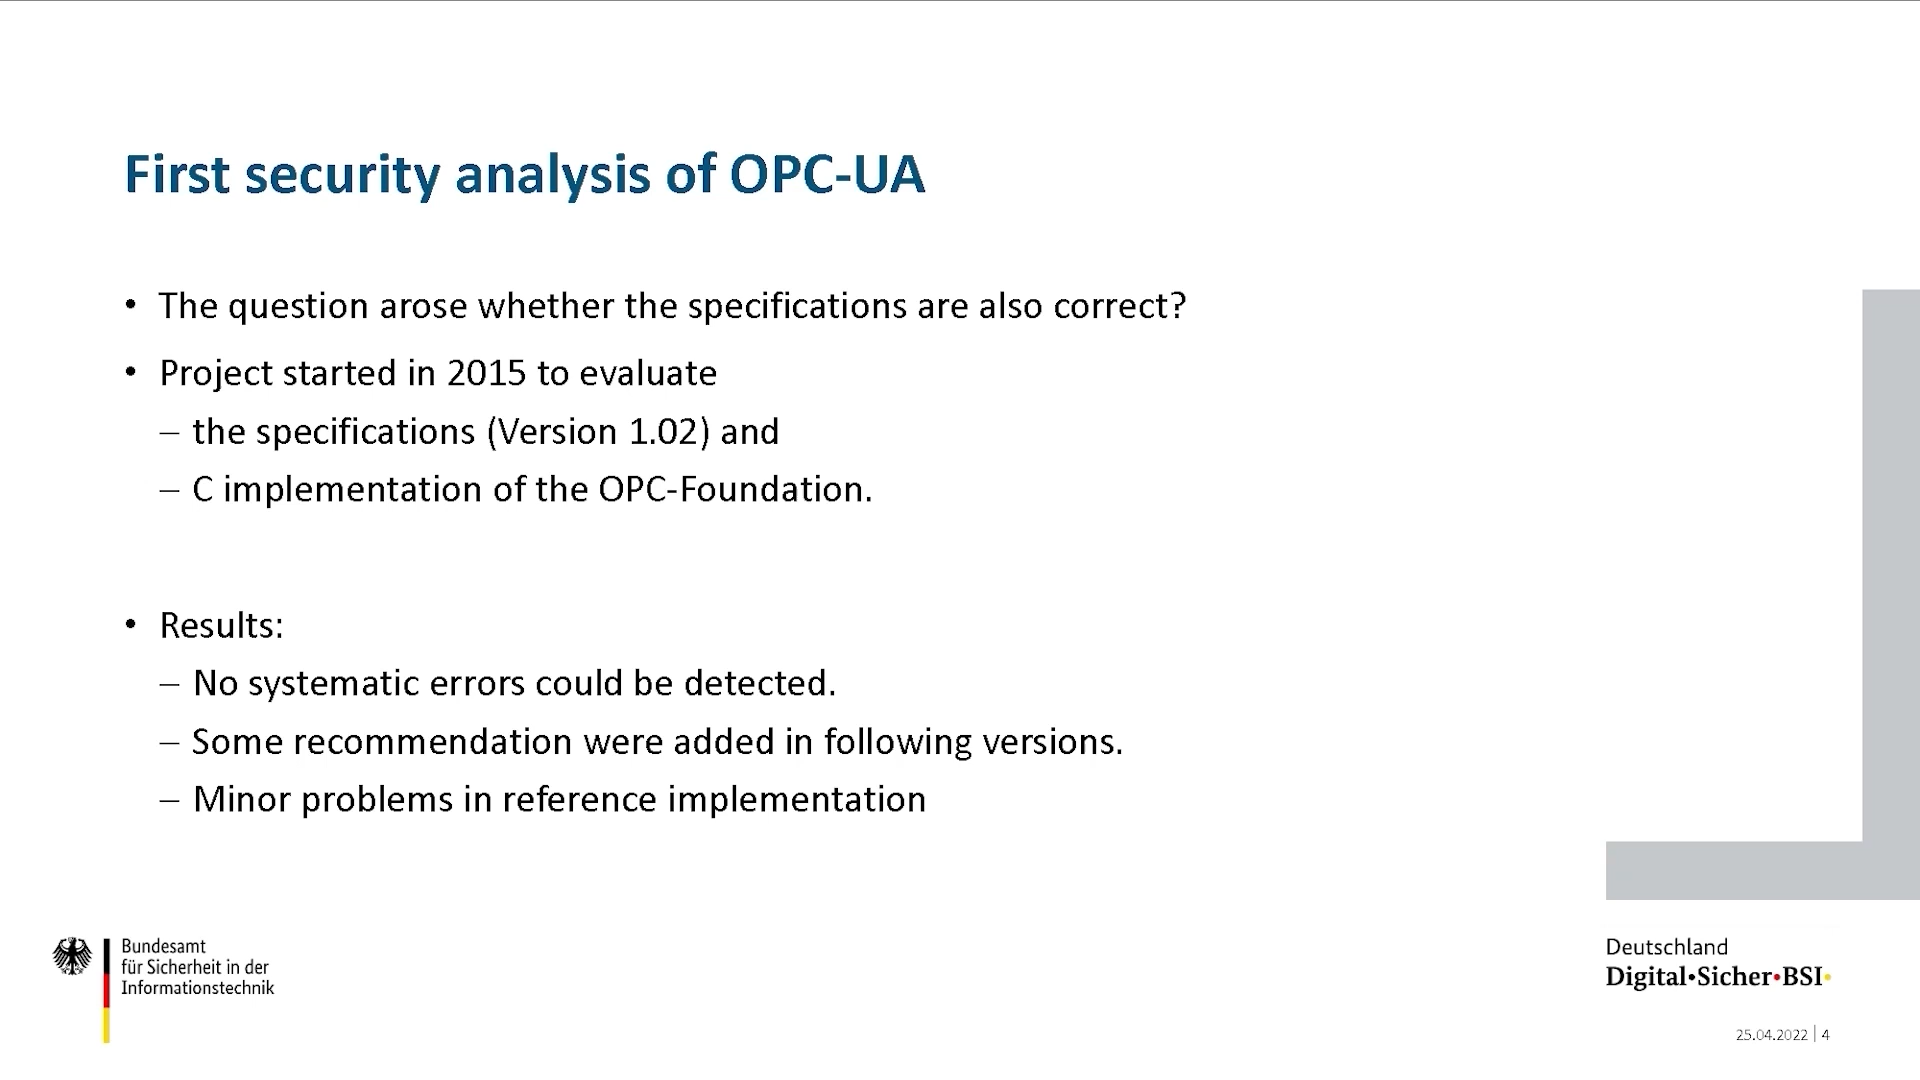 First security analysis of OPC-UA
• The question arose whether the specifications are also correct?
• Project started in 2015 to evaluate
– the specifications (Version 1.02) and
– C implementation of the OPC-Foundation.
• Results:
– No systematic errors could be detected.
– Some recommendation were added in following versions.
– Minor problems in reference implementation
Bundesamt
für Sicherheit in der
Informationstechnik
Deutschland
Digital•Sicher•BSI•
25.04.2022 | 4